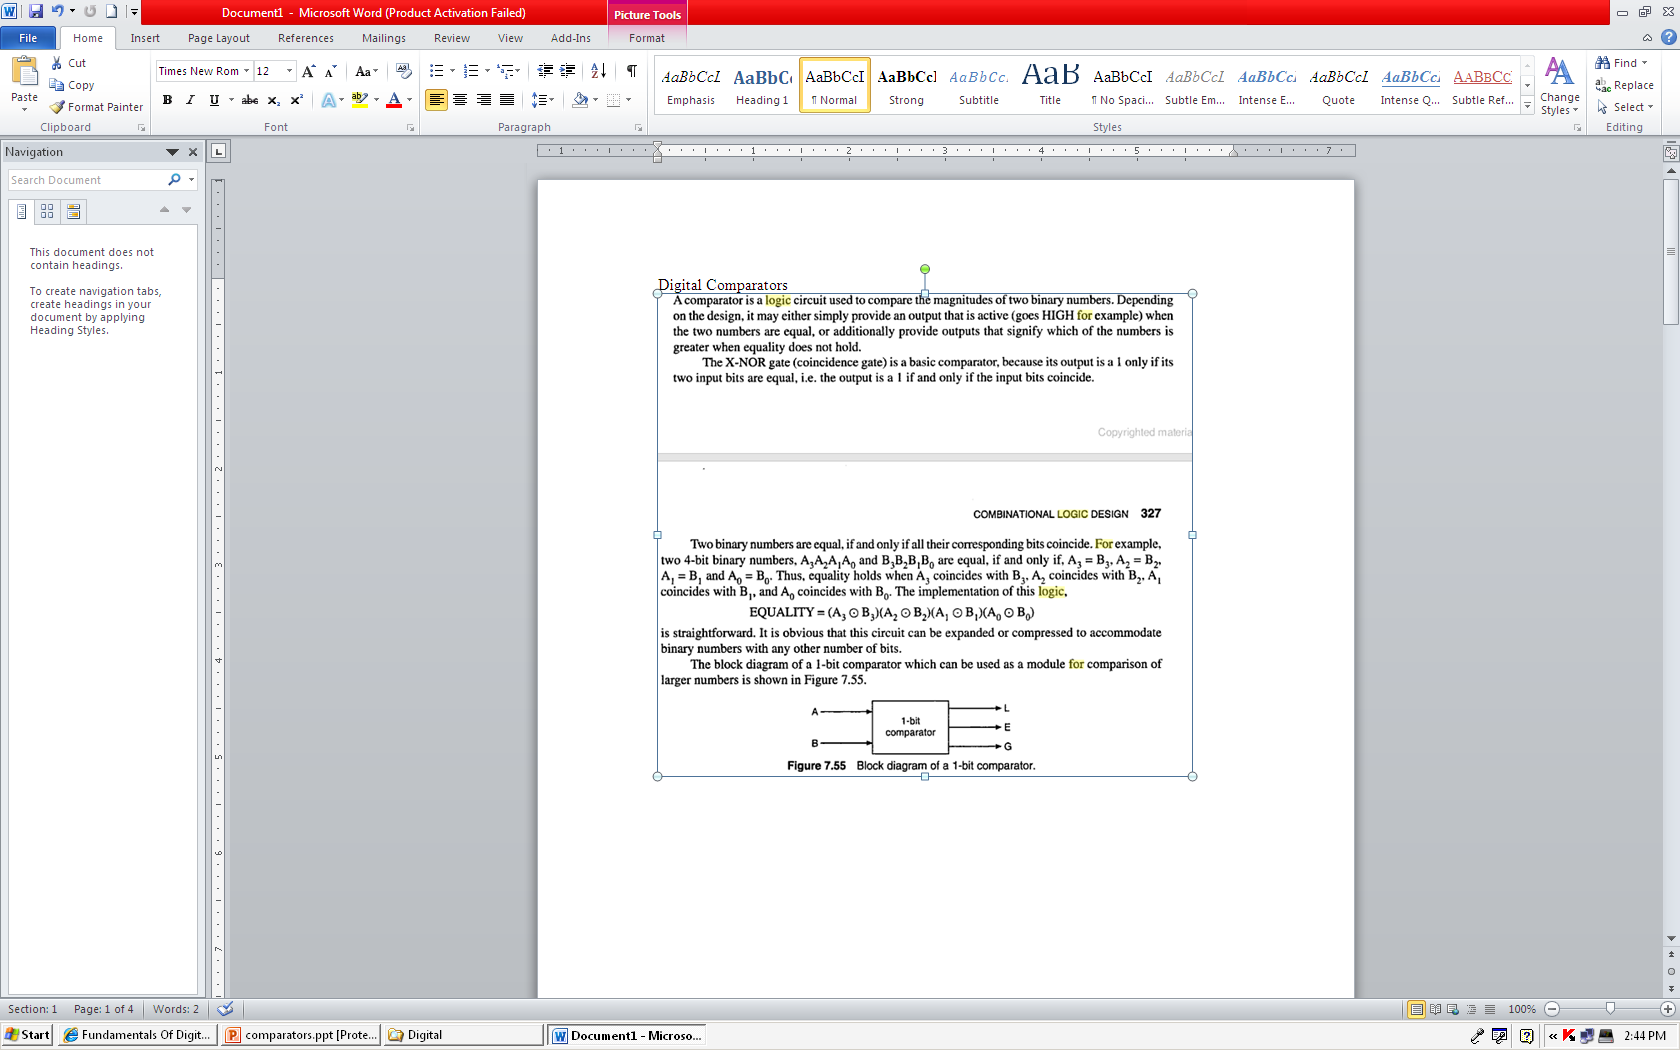 Document1 - Microsoft Word (Product Activation Failed)
Picture Tools
File Home Insert Page Layout References Mailings Review View Add-Ins Format
Paste
Cut
Copy
Format Painter
Clipboard
Times New Rom 12
Font
Paragraph
AaBbCcI AaBbC AaBbCcI AaBbCcI AaBbCc. AaB AaBbCcI AaBbCcI AaBbCcI AaBbCcI AaBbCcI AABBCC
Emphasis Heading 1 ¶ Normal Strong Subtitle Title ¶ No Spaci... Subtle Em... Intense E... Quote Intense Q... Subtle Ref...
Change Styles
Styles
Find
Replace
Select
Editing
Navigation
Search Document
This document does not
contain headings.
To create navigation tabs,
create headings in your
document by applying
Heading Styles.
1 1 2 3 4 5 7
1
2
3
4
5
6
7
Digital Comparators
A comparator is a logic circuit used to compare the magnitudes of two binary numbers. Depending
on the design, it may either simply provide an output that is active (goes HIGH for example) when
the two numbers are equal, or additionally provide outputs that signify which of the numbers is
greater when equality does not hold.
The X-NOR gate (coincidence gate) is a basic comparator, because its output is a 1 only if its
two input bits are equal, i.e. the output is a 1 if and only if the input bits coincide.
Copyrighted materia
COMBINATIONAL LOGIC DESIGN 327
Two binary numbers are equal, if and only if all their corresponding bits coincide. For example,
two 4-bit binary numbers, A₃A₂A₁A₀ and B₃B₂B₁B₀ are equal, if and only if, A₃ = B₃, A₂ = B₂,
A₁ = B₁ and A₀ = B₀. Thus, equality holds when A₃ coincides with B₃, A₂ coincides with B₂, A₁
coincides with B₁, and A₀ coincides with B₀. The implementation of this logic,
EQUALITY = (A₃ ⊙ B₃)(A₂ ⊙ B₂)(A₁ ⊙ B₁)(A₀ ⊙ B₀)
is straightforward. It is obvious that this circuit can be expanded or compressed to accommodate
binary numbers with any other number of bits.
The block diagram of a 1-bit comparator which can be used as a module for comparison of
larger numbers is shown in Figure 7.55.
A
B
1-bit
comparator
L
E
G
Figure 7.55 Block diagram of a 1-bit comparator.
Section: 1 Page: 1 of 4 Words: 2
100%
Start Fundamentals Of Digit... comparators.ppt [Prote... Digital Document1 - Microso...
2:44 PM